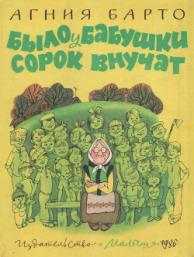 АГНИЯ БАРТО
БЫЛО у БАБУШКИ
СОРОК ВНУЧАТ
Издательство „Малыш“ 1986